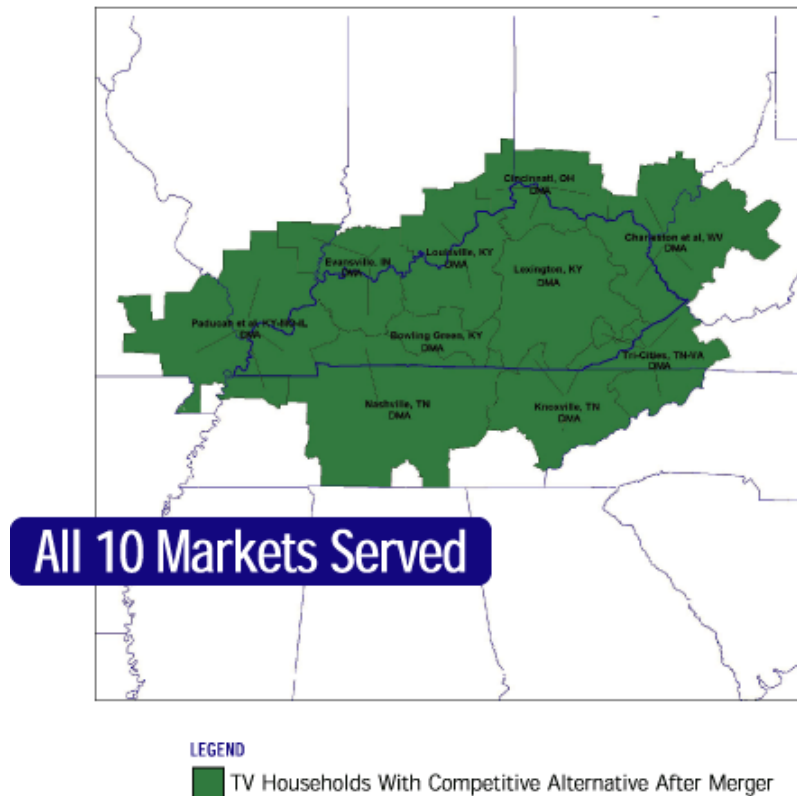 Cincinnati, OH
DMA
Charleston et al, WV
DMA
Louisville, KY
DMA
Evansville, IN
DMA
Lexington, KY
DMA
Paducah et al, KY-MO-IL
DMA
Bowling Green, KY
DMA
Tri-Cities, TN-VA
DMA
Nashville, TN
DMA
Knoxville, TN
DMA
All 10 Markets Served
LEGEND
TV Households With Competitive Alternative After Merger